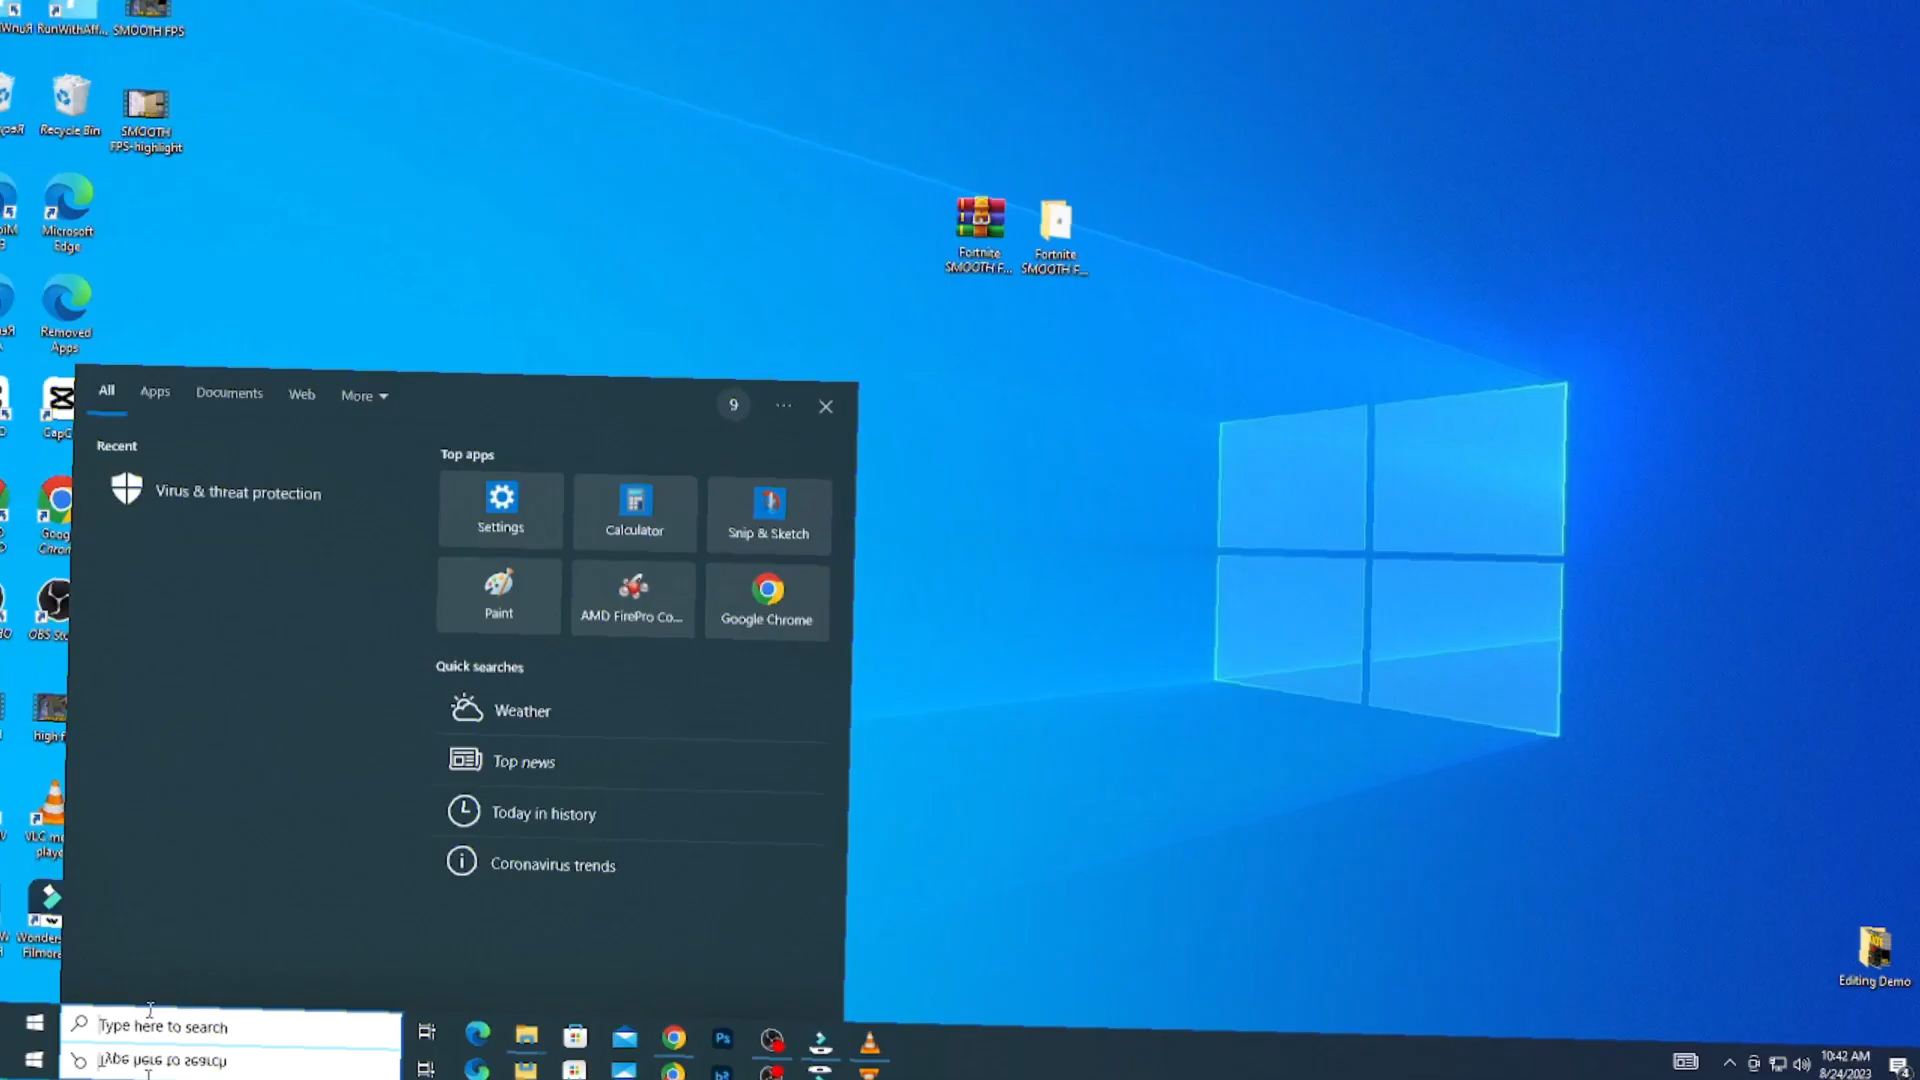 RunWithAff...
SMOOTH FPS
Recycle Bin
SMOOTH
FPS-highlight
Microsoft
Edge
Fortnite
SMOOTH F...
Fortnite
SMOOTH F...
Removed
Apps
All
Apps
Documents
Web
More
9
Recent
Virus & threat protection
Top apps
Settings
Calculator
Snip & Sketch
Paint
AMD FirePro Co...
Google Chrome
Quick searches
Weather
Top news
Today in history
Coronavirus trends
Editing Demo
Type here to search
10:42 AM
8/24/2023
4
Ps